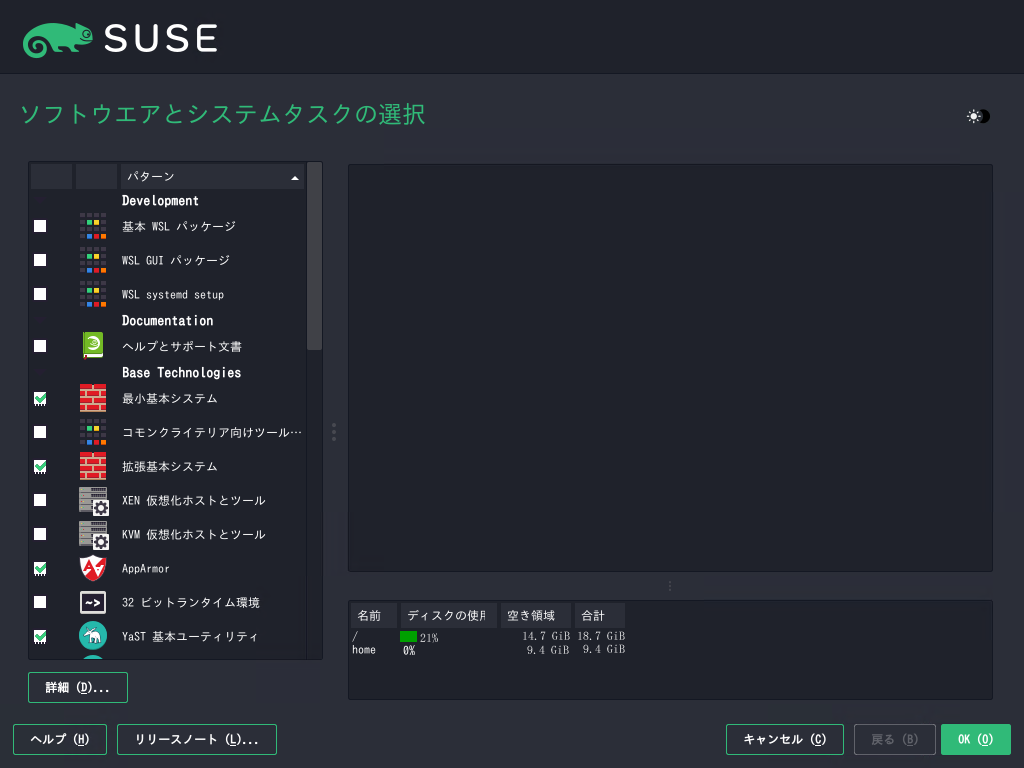 SUSE
ソフトウエアとシステムタスクの選択
パターン
Development
基本 WSL パッケージ
WSL GUI パッケージ
WSL systemd setup
Documentation
ヘルプとサポート文書
Base Technologies
最小基本システム
コモンクライテリア向けツール…
拡張基本システム
XEN 仮想化ホストとツール
KVM 仮想化ホストとツール
AppArmor
32 ビットランタイム環境
YaST 基本ユーティリティ
名前 ディスクの使用 空き領域 合計
/ 21% 14.7 GiB 18.7 GiB
home 0% 9.4 GiB 9.4 GiB
詳細 (D)...
ヘルプ (H) リリースノート (L)... キャンセル (C) 戻る (B) OK (O)